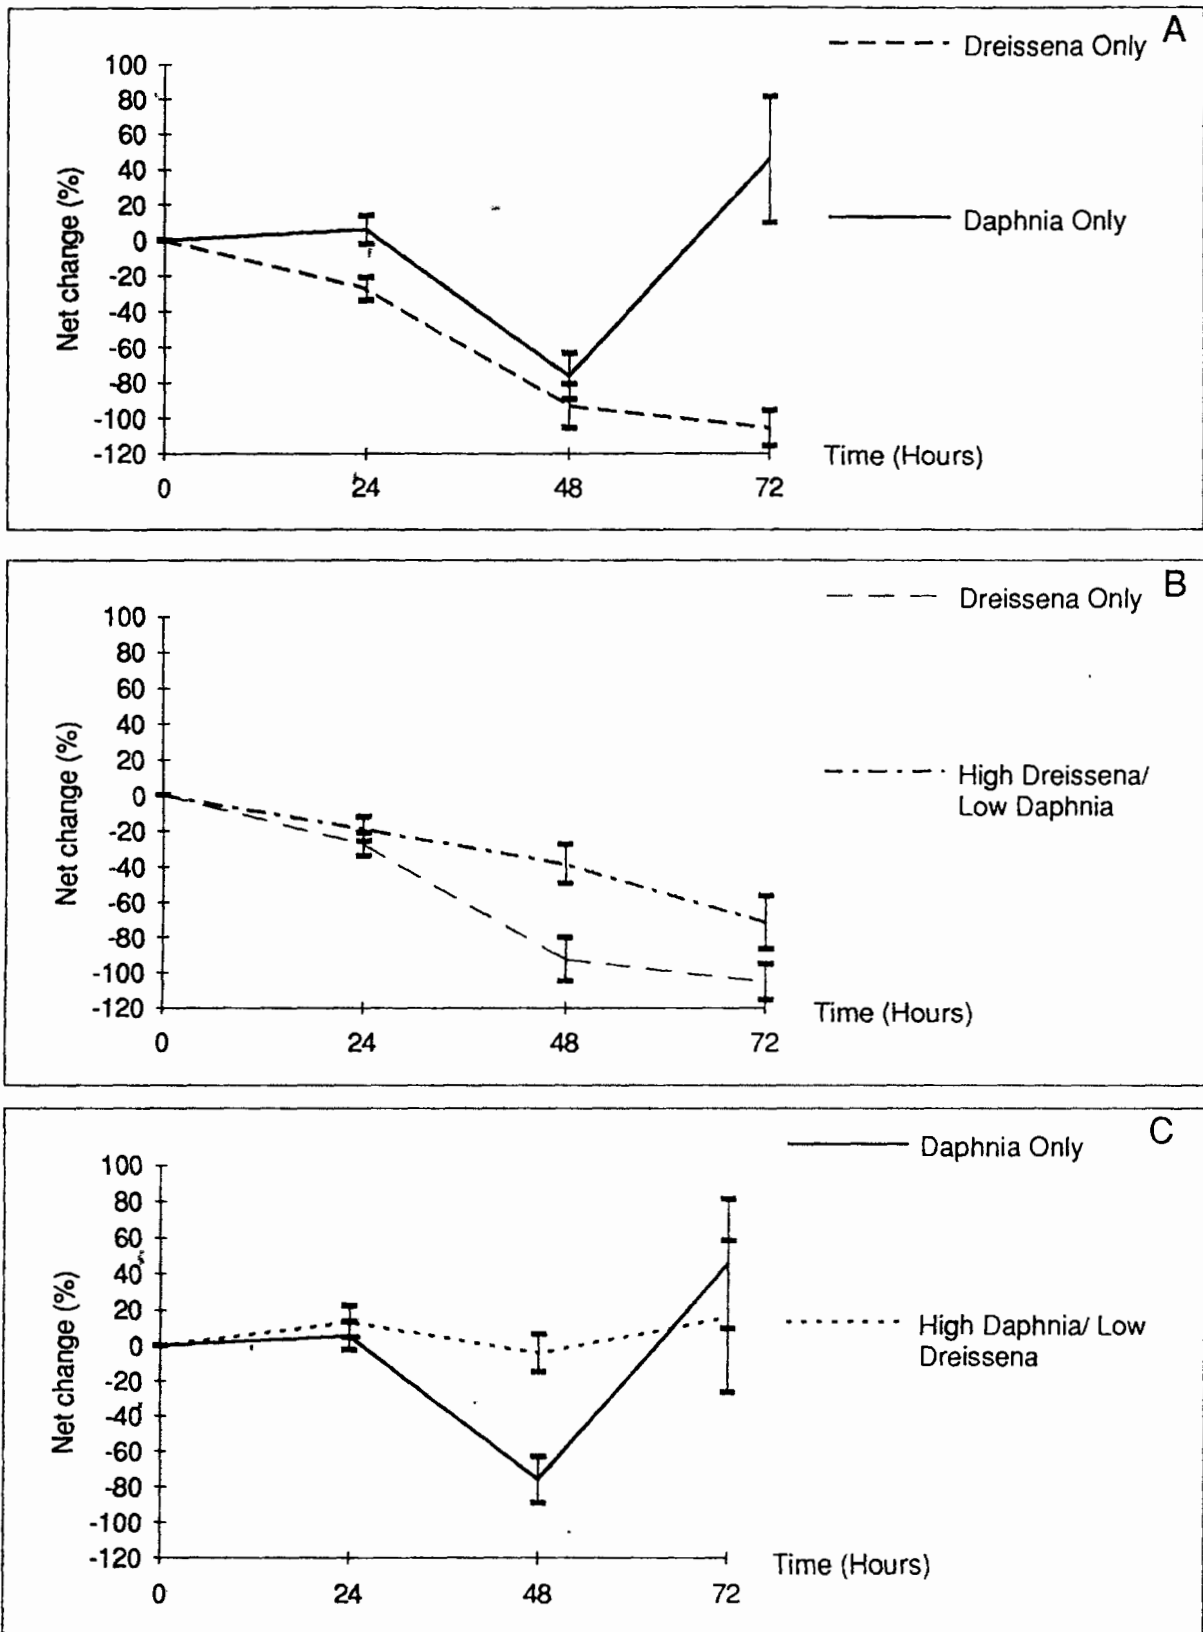 A
Dreissena Only
100
80
60
40
20
0
-20
-40
-60
-80
-100
-120
Net change (%)
Daphnia Only
Time (Hours)
0 24 48 72
B
Dreissena Only
100
80
60
40
20
0
-20
-40
-60
-80
-100
-120
Net change (%)
High Dreissena/
Low Daphnia
Time (Hours)
0 24 48 72
C
Daphnia Only
100
80
60
40
20
0
-20
-40
-60
-80
-100
-120
Net change (%)
High Daphnia/ Low
Dreissena
Time (Hours)
0 24 48 72